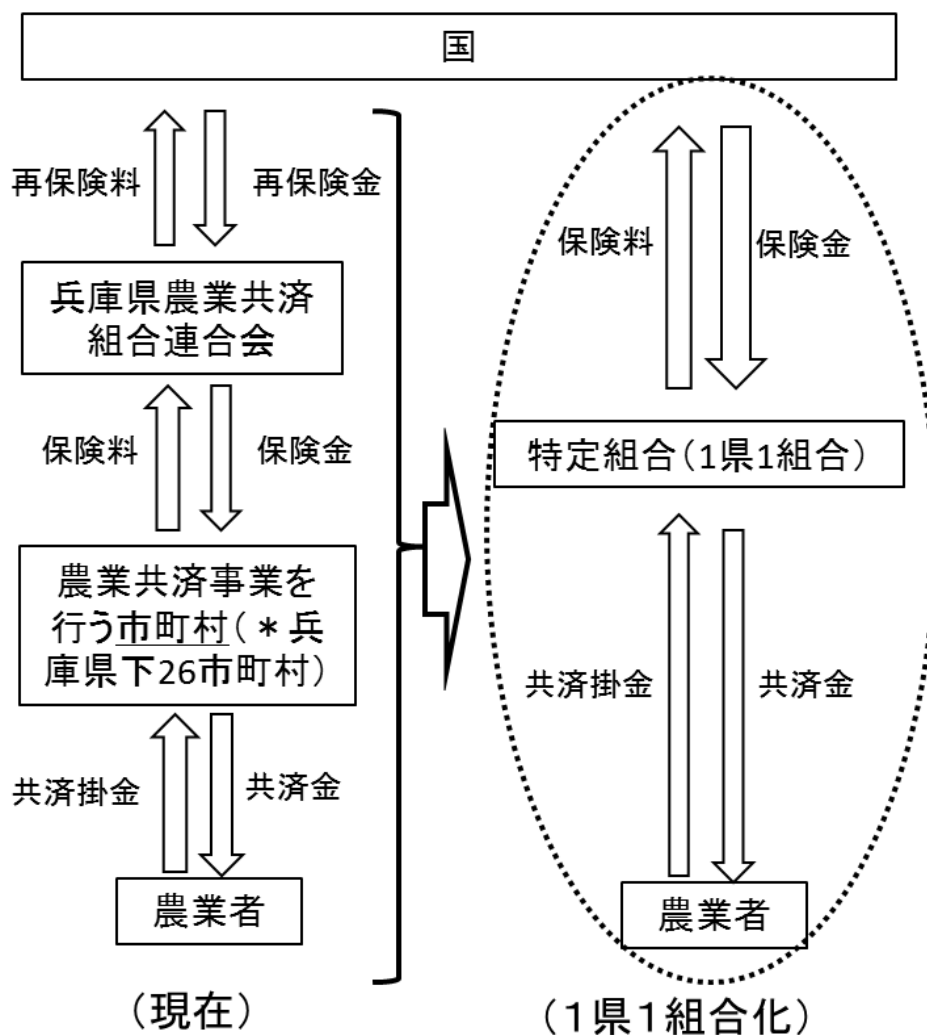 国
再保険料
再保険金
兵庫県農業共済
組合連合会
保険料
保険金
農業共済事業を
行う市町村(*兵
庫県下26市町村)
共済掛金
共済金
農業者
(現在)
保険料
保険金
特定組合(1県1組合)
共済掛金
共済金
農業者
(1県1組合化)